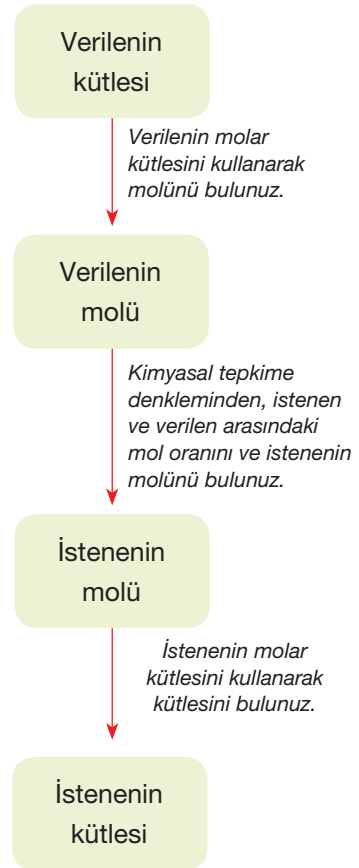 Verilenin
kütlesi
Verilenin molar
kütlesini kullanarak
molünü bulunuz.
Verilenin
molü
Kimyasal tepkime
denkleminden, istenen
ve verilen arasındaki
mol oranını ve istenenin
molünü bulunuz.
İstenenin
molü
İstenenin molar
kütlesini kullanarak
kütlesini bulunuz.
İstenenin
kütlesi